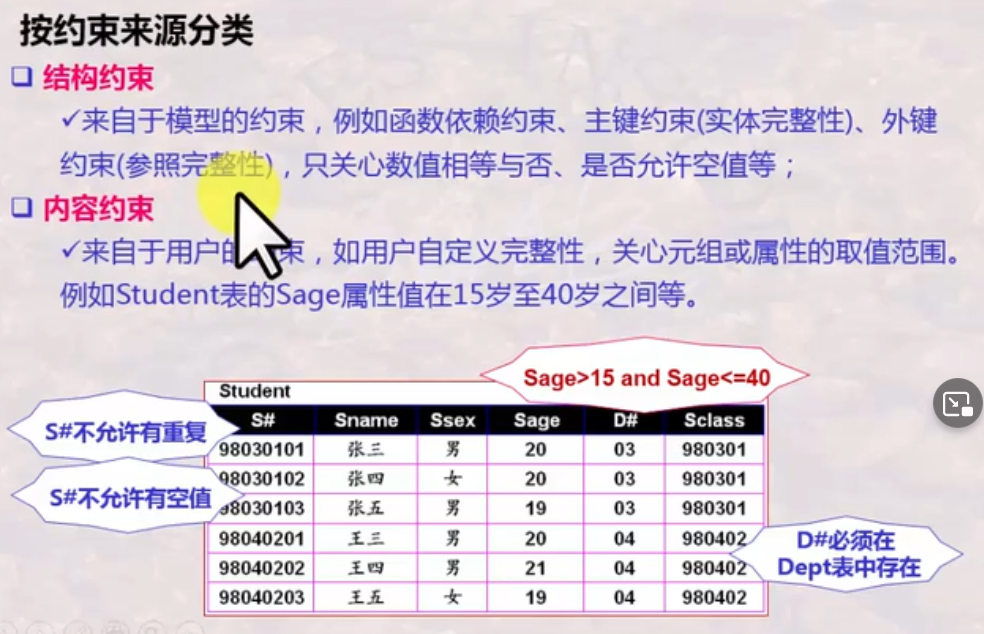 按约束来源分类
❑ 结构约束
✓来自于模型的约束，例如函数依赖约束、主键约束(实体完整性)、外键
约束(参照完整性)，只关心数值相等与否、是否允许空值等；
❑ 内容约束
✓来自于用户的约束，如用户自定义完整性，关心元组或属性的取值范围。
例如Student表的Sage属性值在15岁至40岁之间等。
Sage>15 and Sage<=40
Student
S# Sname Ssex Sage D# Sclass
98030101 张三 男 20 03 980301
98030102 张四 女 20 03 980301
98030103 张五 男 19 03 980301
98040201 王三 男 20 04 980402
98040202 王四 男 21 04 980402
98040203 王五 女 19 04 980402
S#不允许有重复
S#不允许有空值
D#必须在
Dept表中存在